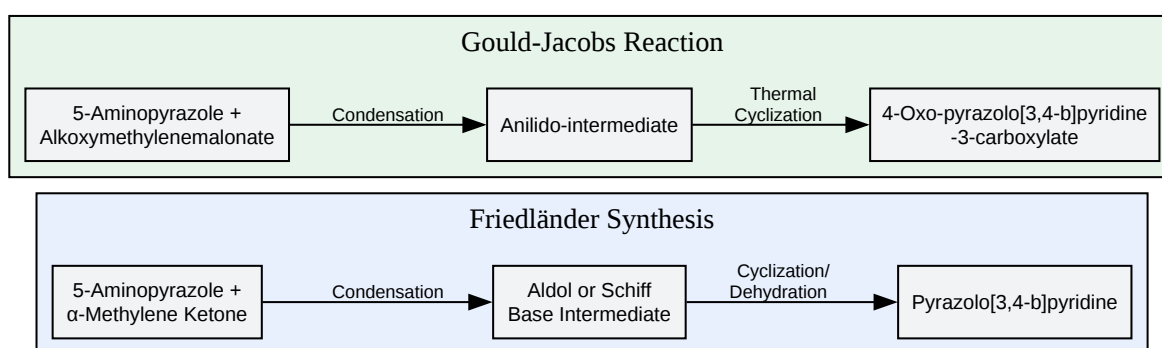 Gould-Jacobs Reaction
5-Aminopyrazole +
Alkoxymethylenemalonate
Condensation
Anilido-intermediate
Thermal
Cyclization
4-Oxo-pyrazolo[3,4-b]pyridine
-3-carboxylate
Friedländer Synthesis
5-Aminopyrazole +
α-Methylene Ketone
Condensation
Aldol or Schiff
Base Intermediate
Cyclization/
Dehydration
Pyrazolo[3,4-b]pyridine